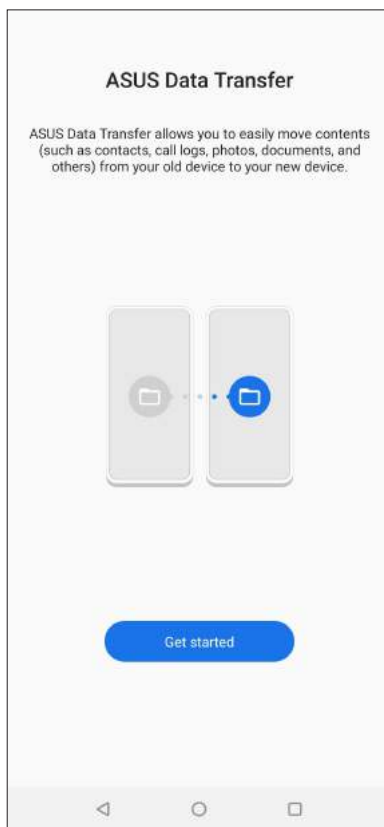 ASUS Data Transfer
ASUS Data Transfer allows you to easily move contents
(such as contacts, call logs, photos, documents, and
others) from your old device to your new device.
Get started